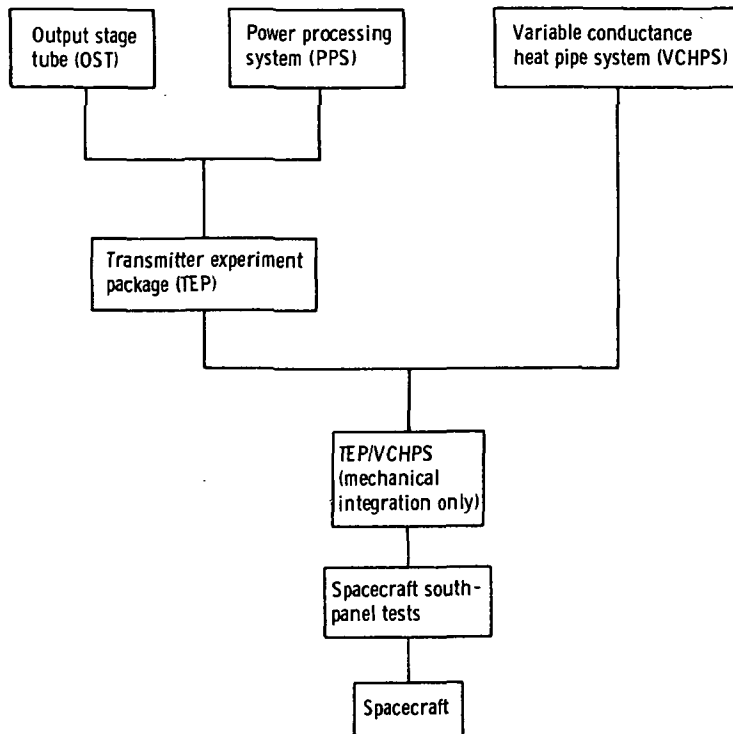 Output stage
tube (OST)
Power processing
system (PPS)
Variable conductance
heat pipe system (VCHPS)
Transmitter experiment
package (TEP)
TEP/VCHPS
(mechanical
integration only)
Spacecraft south-
panel tests
Spacecraft